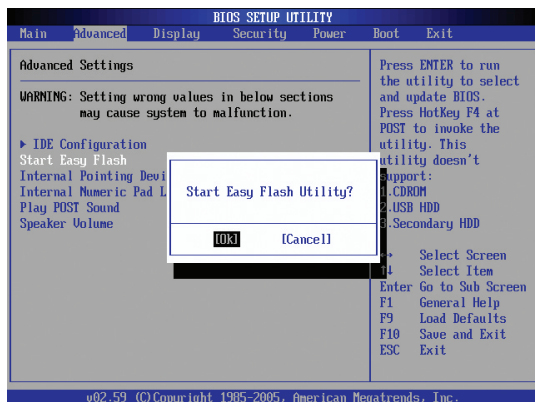 BIOS SETUP UTILITY
Main Advanced Display Security Power Boot Exit
Advanced Settings
WARNING: Setting wrong values in below sections
may cause system to malfunction.
▶ IDE Configuration
Start Easy Flash
Internal Pointing Devi
Internal Numeric Pad L
Play POST Sound
Speaker Volume
Start Easy Flash Utility?
[Ok] [Cancel]
Press ENTER to run
the utility to select
and update BIOS.
Press HotKey F4 at
POST to invoke the
utility. This
utility doesn't
support:
1.CDROM
2.USB HDD
3.Secondary HDD
↔ Select Screen
↑↓ Select Item
Enter Go to Sub Screen
F1 General Help
F9 Load Defaults
F10 Save and Exit
ESC Exit
v02.59 (C)Copyright 1985-2005, American Megatrends, Inc.